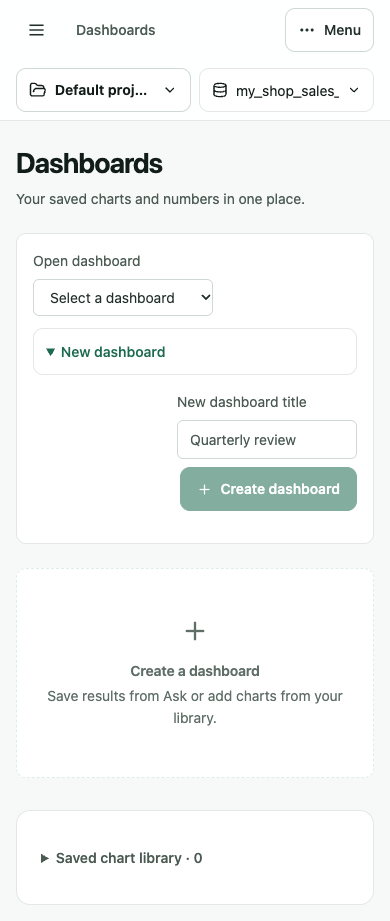 Dashboards
Menu
Default proj...
my_shop_sales_
Dashboards
Your saved charts and numbers in one place.
Open dashboard
Select a dashboard
New dashboard
New dashboard title
Quarterly review
Create dashboard
Create a dashboard
Save results from Ask or add charts from your
library.
Saved chart library · 0